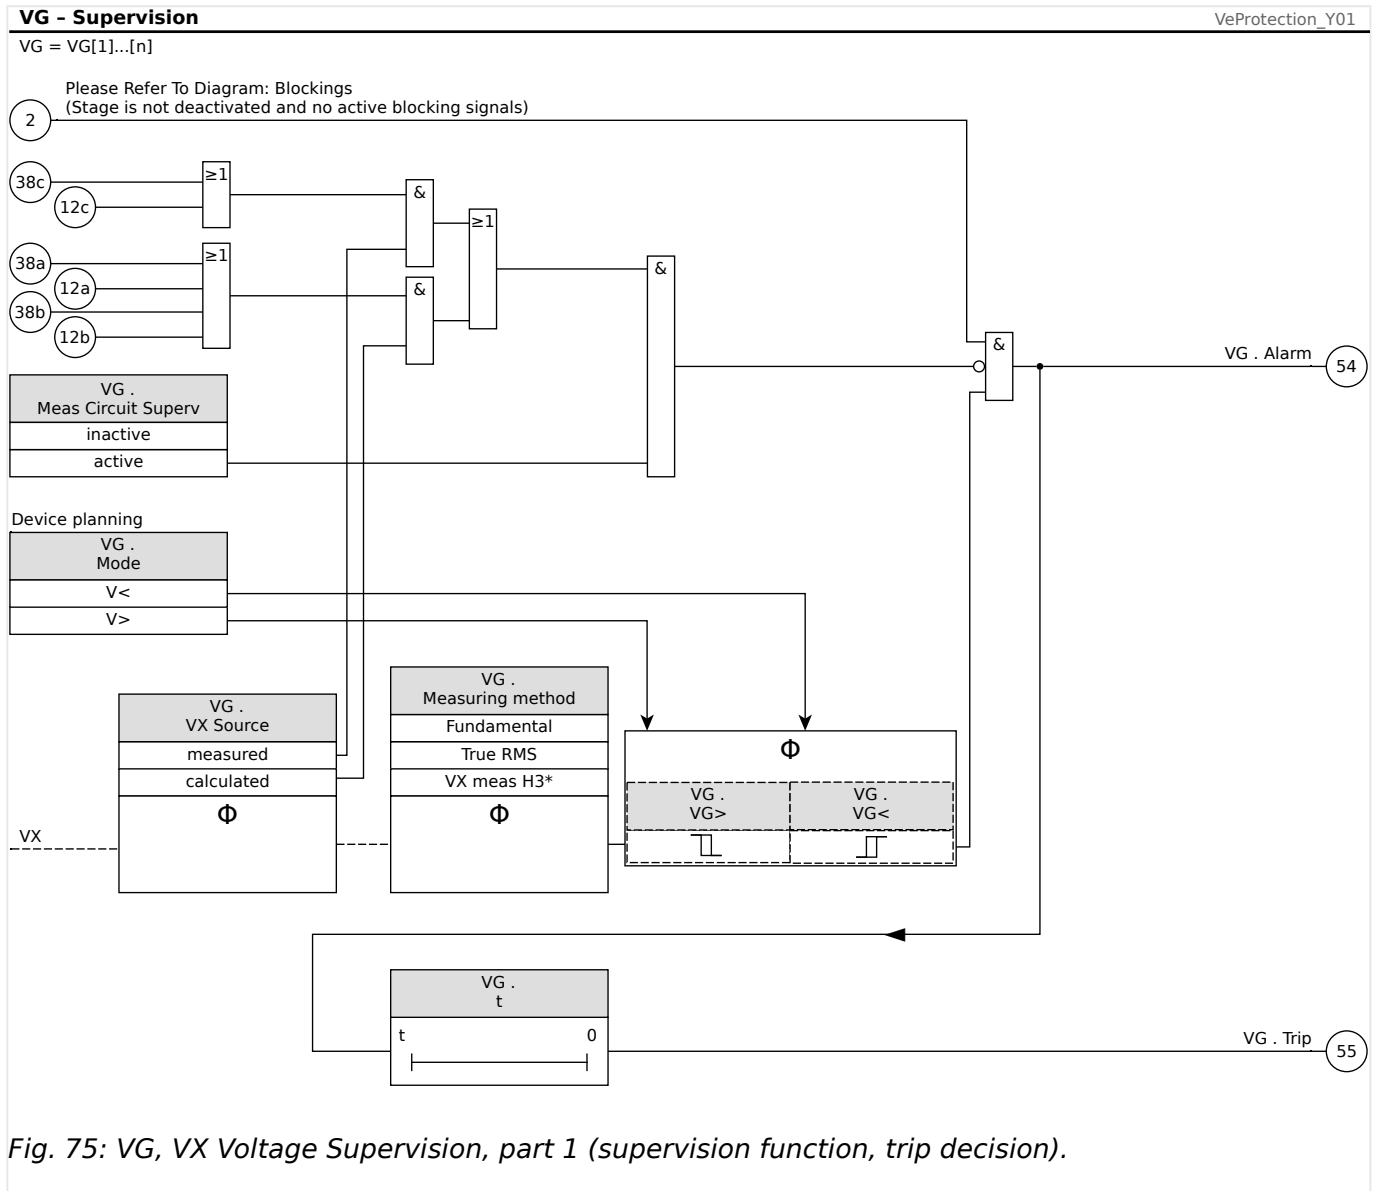 VG – Supervision
VeProtection_Y01
VG = VG[1]...[n]
Please Refer To Diagram: Blockings
(Stage is not deactivated and no active blocking signals)
2
38c
12c
≥1
&
≥1
38a
12a
38b
12b
≥1
&
&
&
VG . Alarm
54
VG .
Meas Circuit Superv
inactive
active
Device planning
VG .
Mode
V<
V>
VG .
VX Source
measured
calculated
Φ
VX
VG .
Measuring method
Fundamental
True RMS
VX meas H3*
Φ
Φ
VG .
VG>
VG .
VG<
VG .
t
t
0
VG . Trip
55
Fig. 75: VG, VX Voltage Supervision, part 1 (supervision function, trip decision).